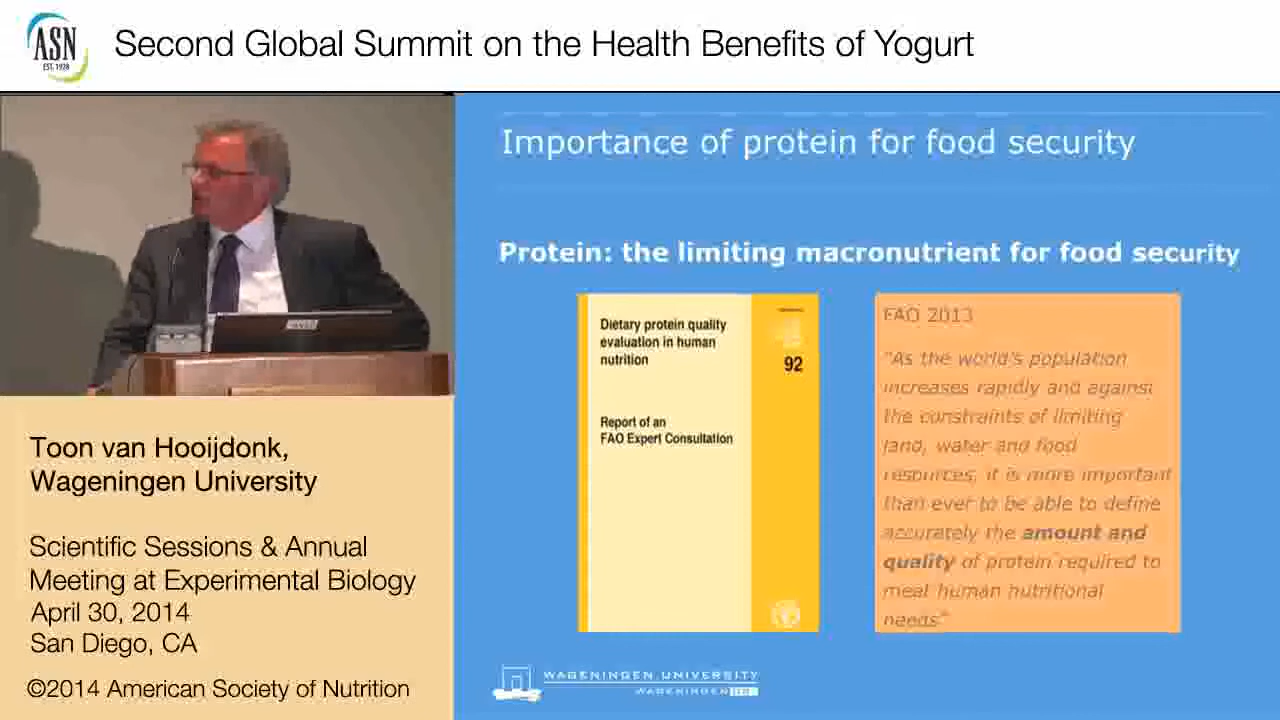 ASN
EST. 1928
Second Global Summit on the Health Benefits of Yogurt
Importance of protein for food security
Protein: the limiting macronutrient for food security
Dietary protein quality
evaluation in human
nutrition
92
Report of an
FAO Expert Consultation
FAO 2013
"As the world's population
increases rapidly and against
the constraints of limiting
land, water and food
resources, it is more important
than ever to be able to define
accurately the amount and
quality of protein required to
meat human nutritional
needs"
Toon van Hooijdonk,
Wageningen University
Scientific Sessions & Annual
Meeting at Experimental Biology
April 30, 2014
San Diego, CA
©2014 American Society of Nutrition
WAGENINGEN UNIVERSITY
WAGENINGEN UR